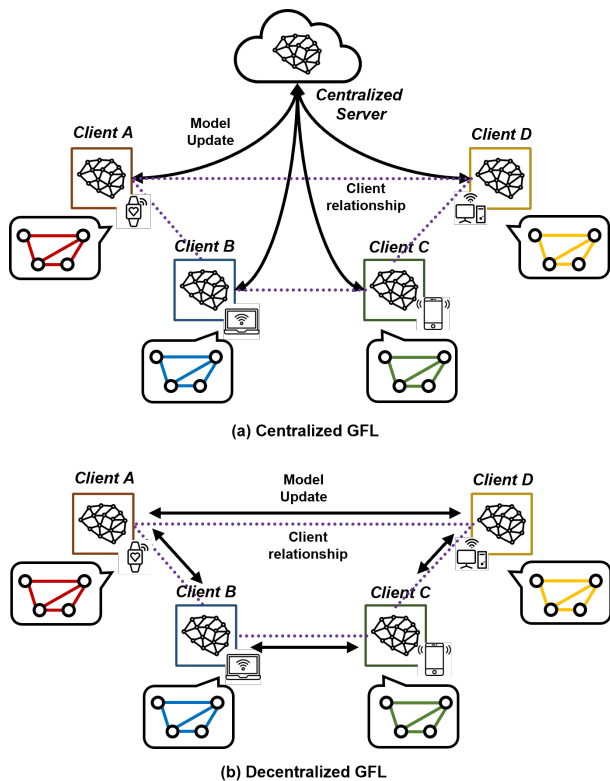 Centralized
Server
Client A
Model
Update
Client D
Client
relationship
Client B
Client C
(a) Centralized GFL
Client A
Model
Update
Client D
Client
relationship
Client B
Client C
(b) Decentralized GFL